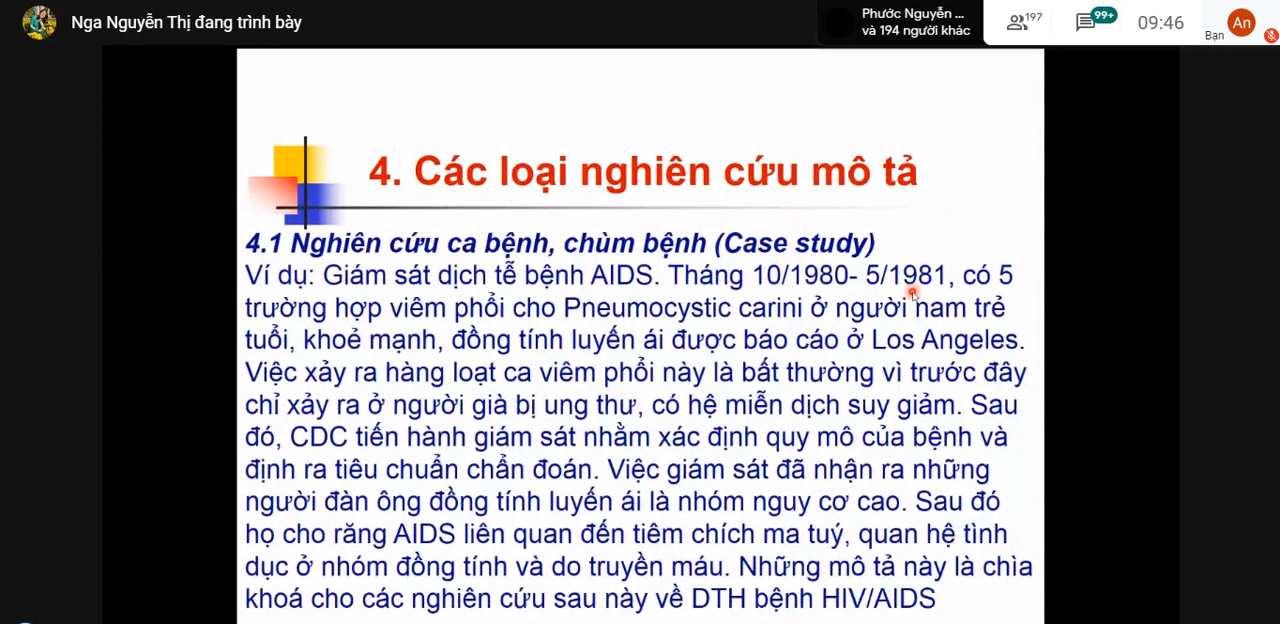 Nga Nguyễn Thị đang trình bày
Phước Nguyễn ...
và 194 người khác
197
99+
09:46
Bạn
An
4. Các loại nghiên cứu mô tả
4.1 Nghiên cứu ca bệnh, chùm bệnh (Case study)
Ví dụ: Giám sát dịch tễ bệnh AIDS. Tháng 10/1980- 5/1981, có 5
trường hợp viêm phổi cho Pneumocystic carini ở người nam trẻ
tuổi, khoẻ mạnh, đồng tính luyến ái được báo cáo ở Los Angeles.
Việc xảy ra hàng loạt ca viêm phổi này là bất thường vì trước đây
chỉ xảy ra ở người già bị ung thư, có hệ miễn dịch suy giảm. Sau
đó, CDC tiến hành giám sát nhằm xác định quy mô của bệnh và
định ra tiêu chuẩn chẩn đoán. Việc giám sát đã nhận ra những
người đàn ông đồng tính luyến ái là nhóm nguy cơ cao. Sau đó
họ cho răng AIDS liên quan đến tiêm chích ma tuý, quan hệ tình
dục ở nhóm đồng tính và do truyền máu. Những mô tả này là chìa
khoá cho các nghiên cứu sau này về DTH bệnh HIV/AIDS